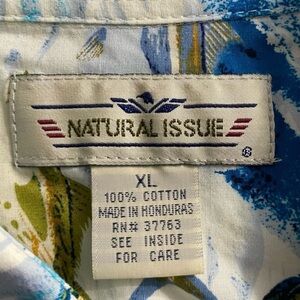 NATURAL ISSUE
®
XL
100% COTTON
MADE IN HONDURAS
RN# 37763
SEE INSIDE
FOR CARE